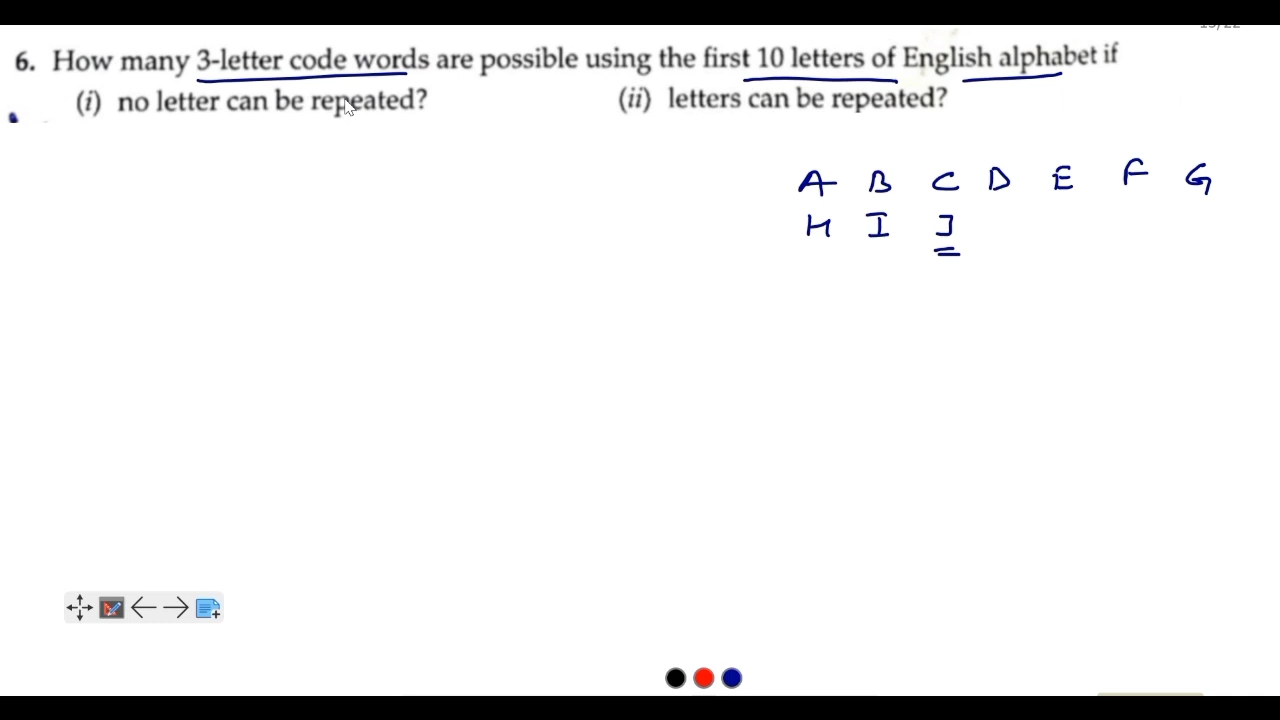 6. How many 3-letter code words are possible using the first 10 letters of English alphabet if
(i) no letter can be repeated? (ii) letters can be repeated?
A B C D E F G
H I J